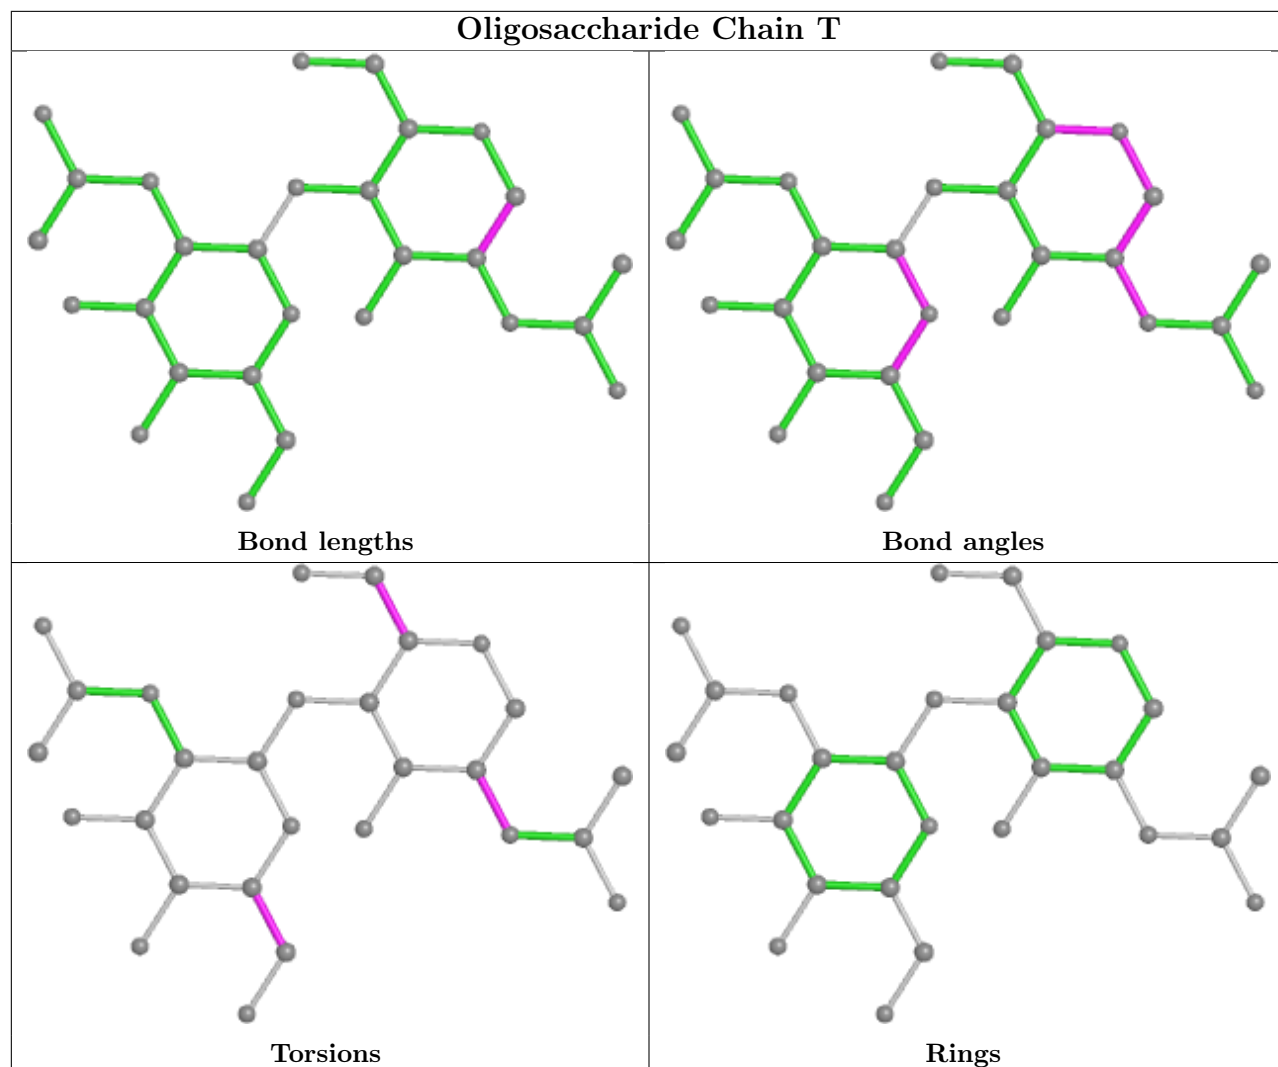 Oligosaccharide Chain T
Bond lengths
Bond angles
Torsions
Rings